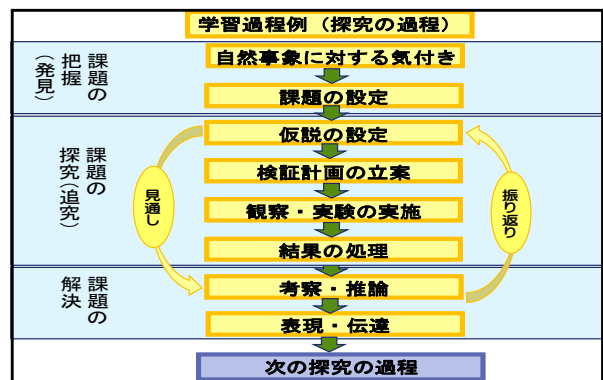 学習過程例（探究の過程）
課題の
把握
（発見）
自然事象に対する気付き
課題の設定
課題の
探究（追究）
仮説の設定
検証計画の立案
観察・実験の実施
結果の処理
見通し
振り返り
課題の
解決
考察・推論
表現・伝達
次の探究の過程